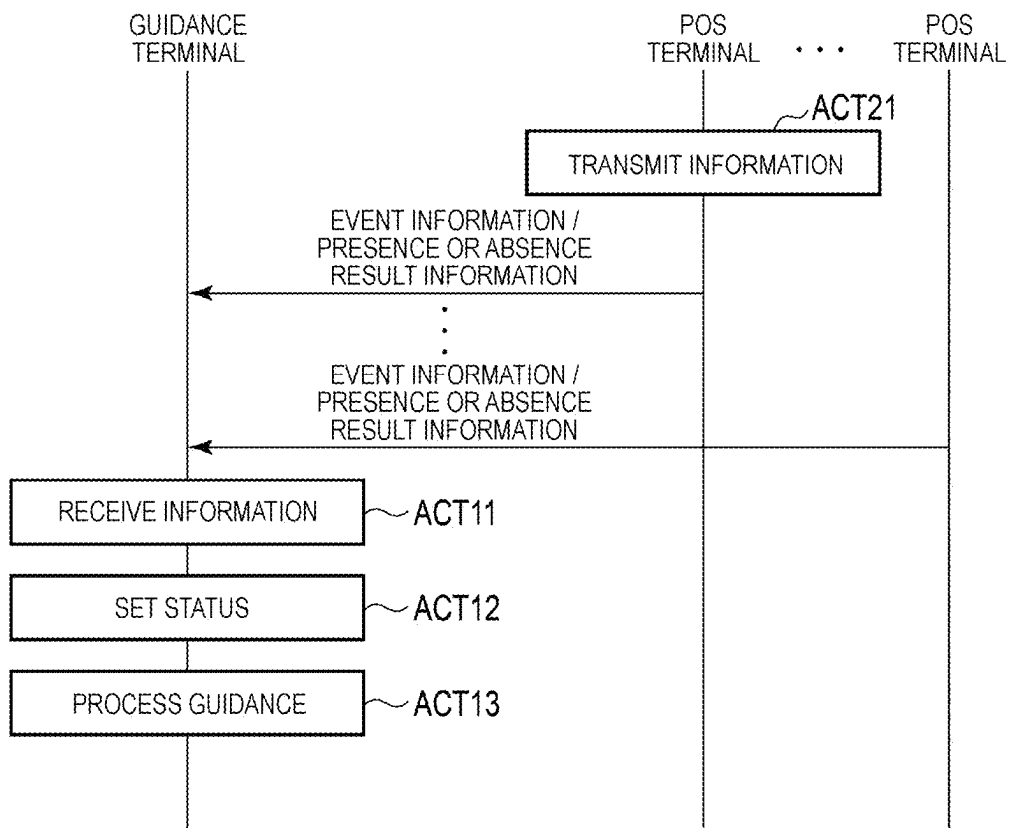 GUIDANCE
TERMINAL
POS
TERMINAL
...
POS
TERMINAL
ACT21
TRANSMIT INFORMATION
EVENT INFORMATION /
PRESENCE OR ABSENCE
RESULT INFORMATION
EVENT INFORMATION /
PRESENCE OR ABSENCE
RESULT INFORMATION
RECEIVE INFORMATION
ACT11
SET STATUS
ACT12
PROCESS GUIDANCE
ACT13